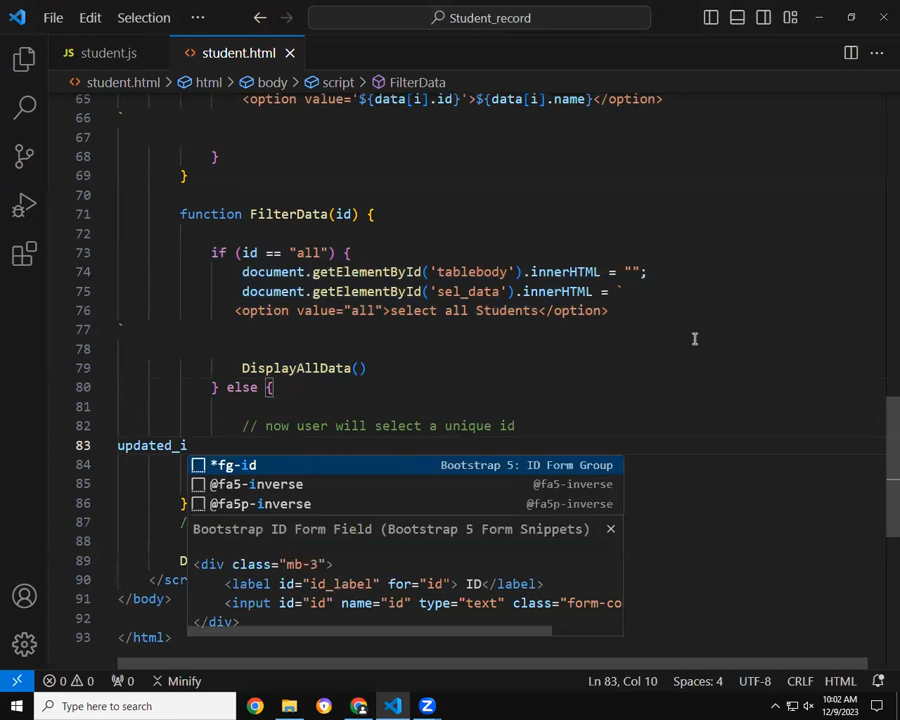 File Edit Selection ··· Student_record
JS student.js <> student.html ×
<> student.html > html > body > script > FilterData
65 <option value='${data[i].id}'>${data[i].name}</option>
66 `
67
68 }
69 }
70
71 function FilterData(id) {
72
73 if (id == "all") {
74 document.getElementById('tablebody').innerHTML = "";
75 document.getElementById('sel_data').innerHTML = `
76 <option value="all">select all Students</option>
77 `
78
79 DisplayAllData()
80 } else {
81
82 // now user will select a unique id
83 updated_i
84 *fg-id Bootstrap 5: ID Form Group
85 @fa5-inverse @fa5-inverse
86 } @fa5p-inverse @fa5p-inverse
87 / Bootstrap ID Form Field (Bootstrap 5 Form Snippets) ×
88
<div class="mb-3">
89 D
<label id="id_label" for="id"> ID</label>
90 </scr
<input id="id" name="id" type="text" class="form-co
91 </body>
92 </div>
93 </html>
0 0 0 Minify Ln 83, Col 10 Spaces: 4 UTF-8 CRLF HTML
Type here to search 10:02 AM
12/9/2023